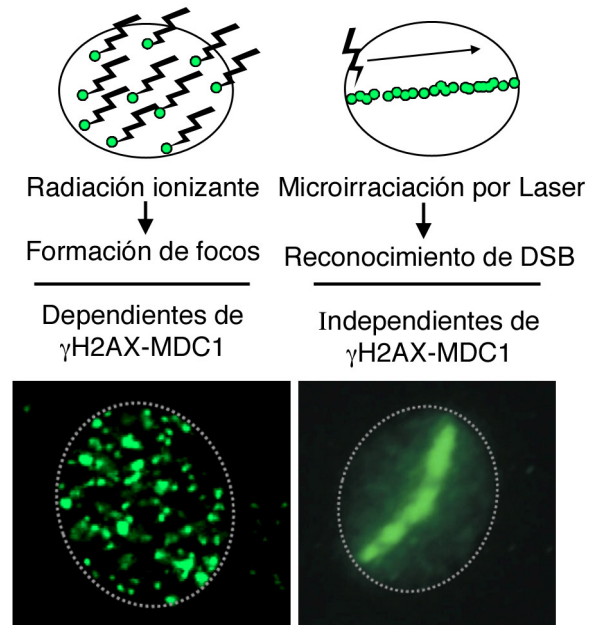 Radiación ionizante
Formación de focos
Dependientes de
γH2AX-MDC1
Microirraciación por Laser
Reconocimiento de DSB
Independientes de
γH2AX-MDC1